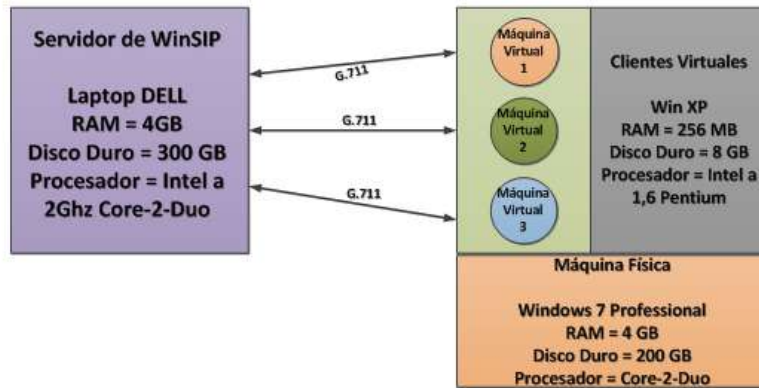 Servidor de WinSIP
Laptop DELL
RAM = 4GB
Disco Duro = 300 GB
Procesador = Intel a
2Ghz Core-2-Duo
G.711
G.711
G.711
Máquina
Virtual
1
Máquina
Virtual
2
Máquina
Virtual
3
Clientes Virtuales
Win XP
RAM = 256 MB
Disco Duro = 8 GB
Procesador = Intel a
1,6 Pentium
Máquina Física
Windows 7 Professional
RAM = 4 GB
Disco Duro = 200 GB
Procesador = Core-2-Duo